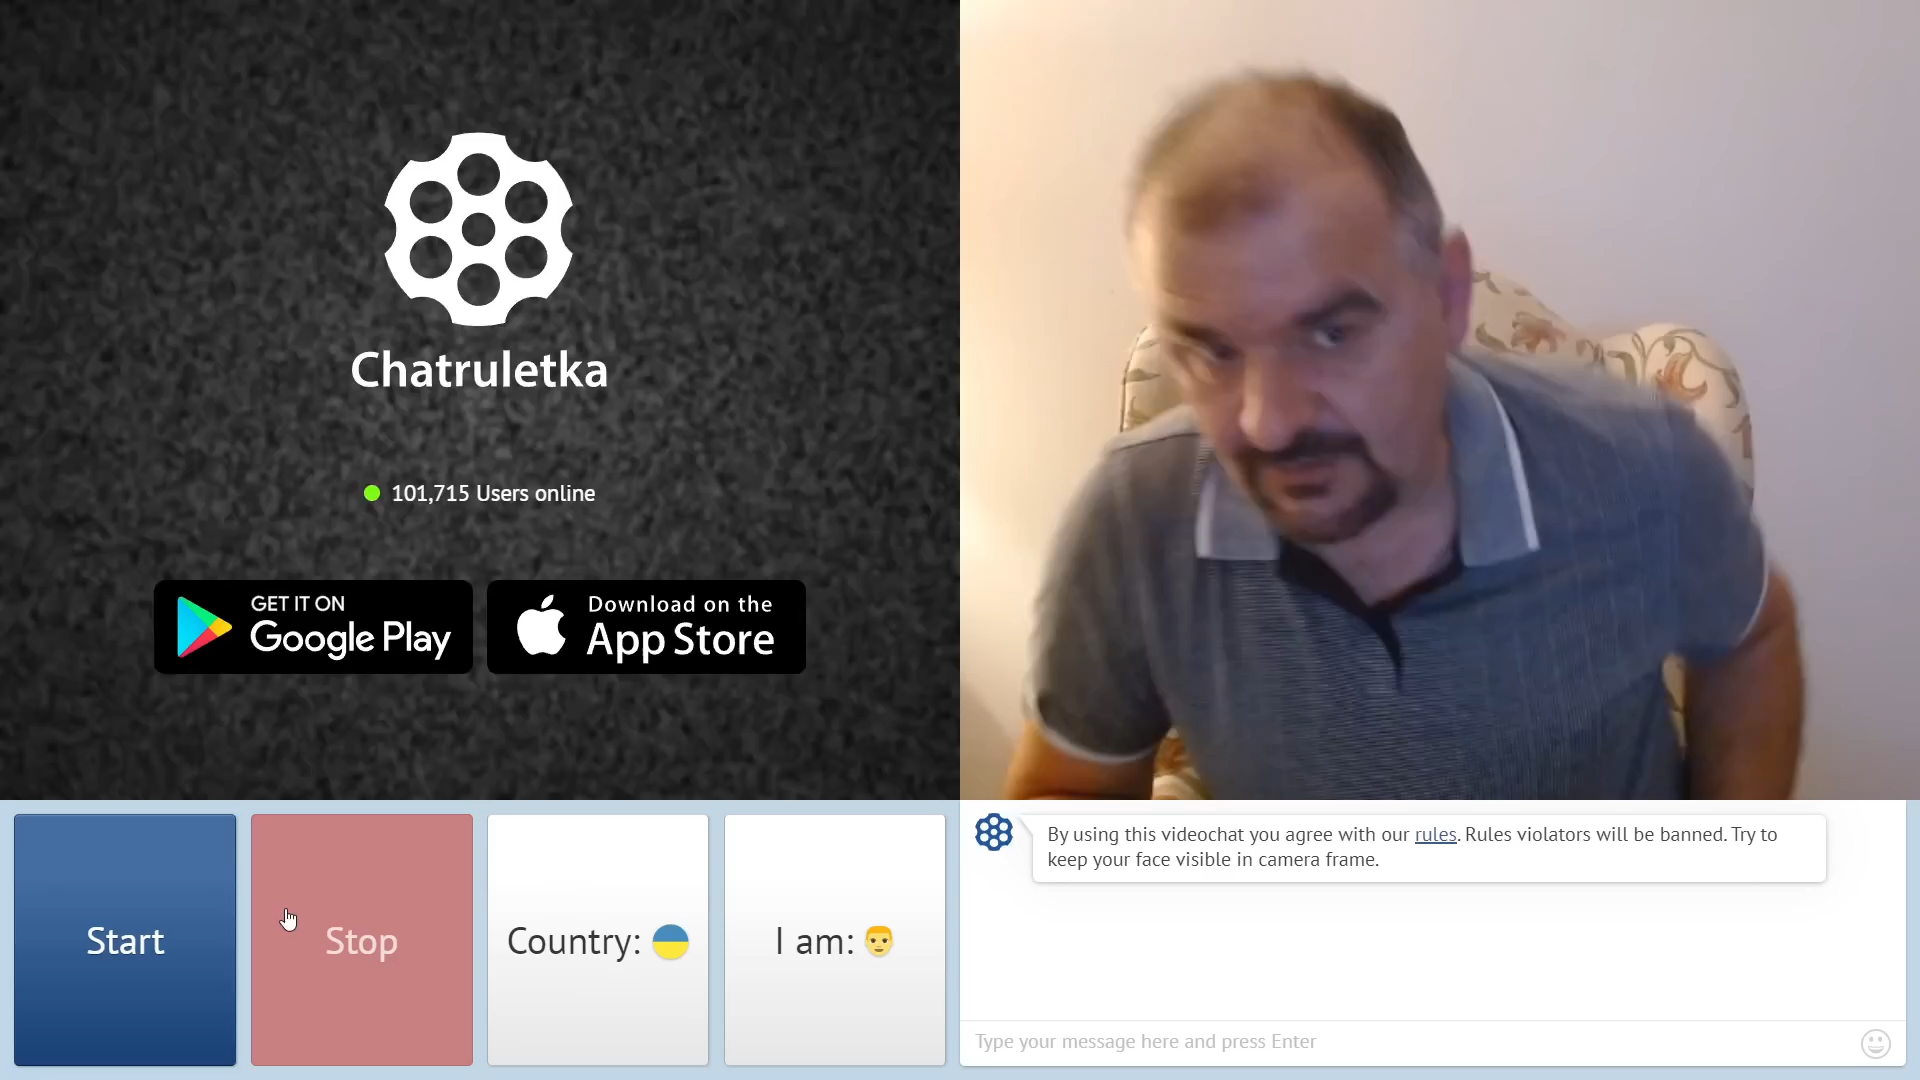 Chatruletka
101,715 Users online
GET IT ON
Google Play
Download on the
App Store
Start
Stop
Country:
I am:
By using this videochat you agree with our rules. Rules violators will be banned. Try to
keep your face visible in camera frame.
Type your message here and press Enter